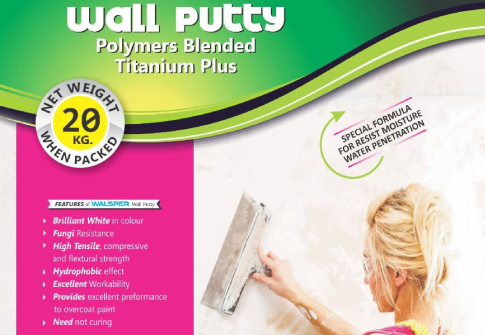 wall putty
Polymers Blended
Titanium Plus
NET WEIGHT
20
KG.
WHEN PACKED
SPECIAL FORMULA
FOR RESIST MOISTURE
WATER PENETRATION
FEATURES of WALSPER Wall Putty
Brilliant White in colour
Fungi Resistance
High Tensile, compressive
and flextural strength
Hydrophobic effect
Excellent Workability
Provides excellent preformance
to overcoat paint
Need not curing